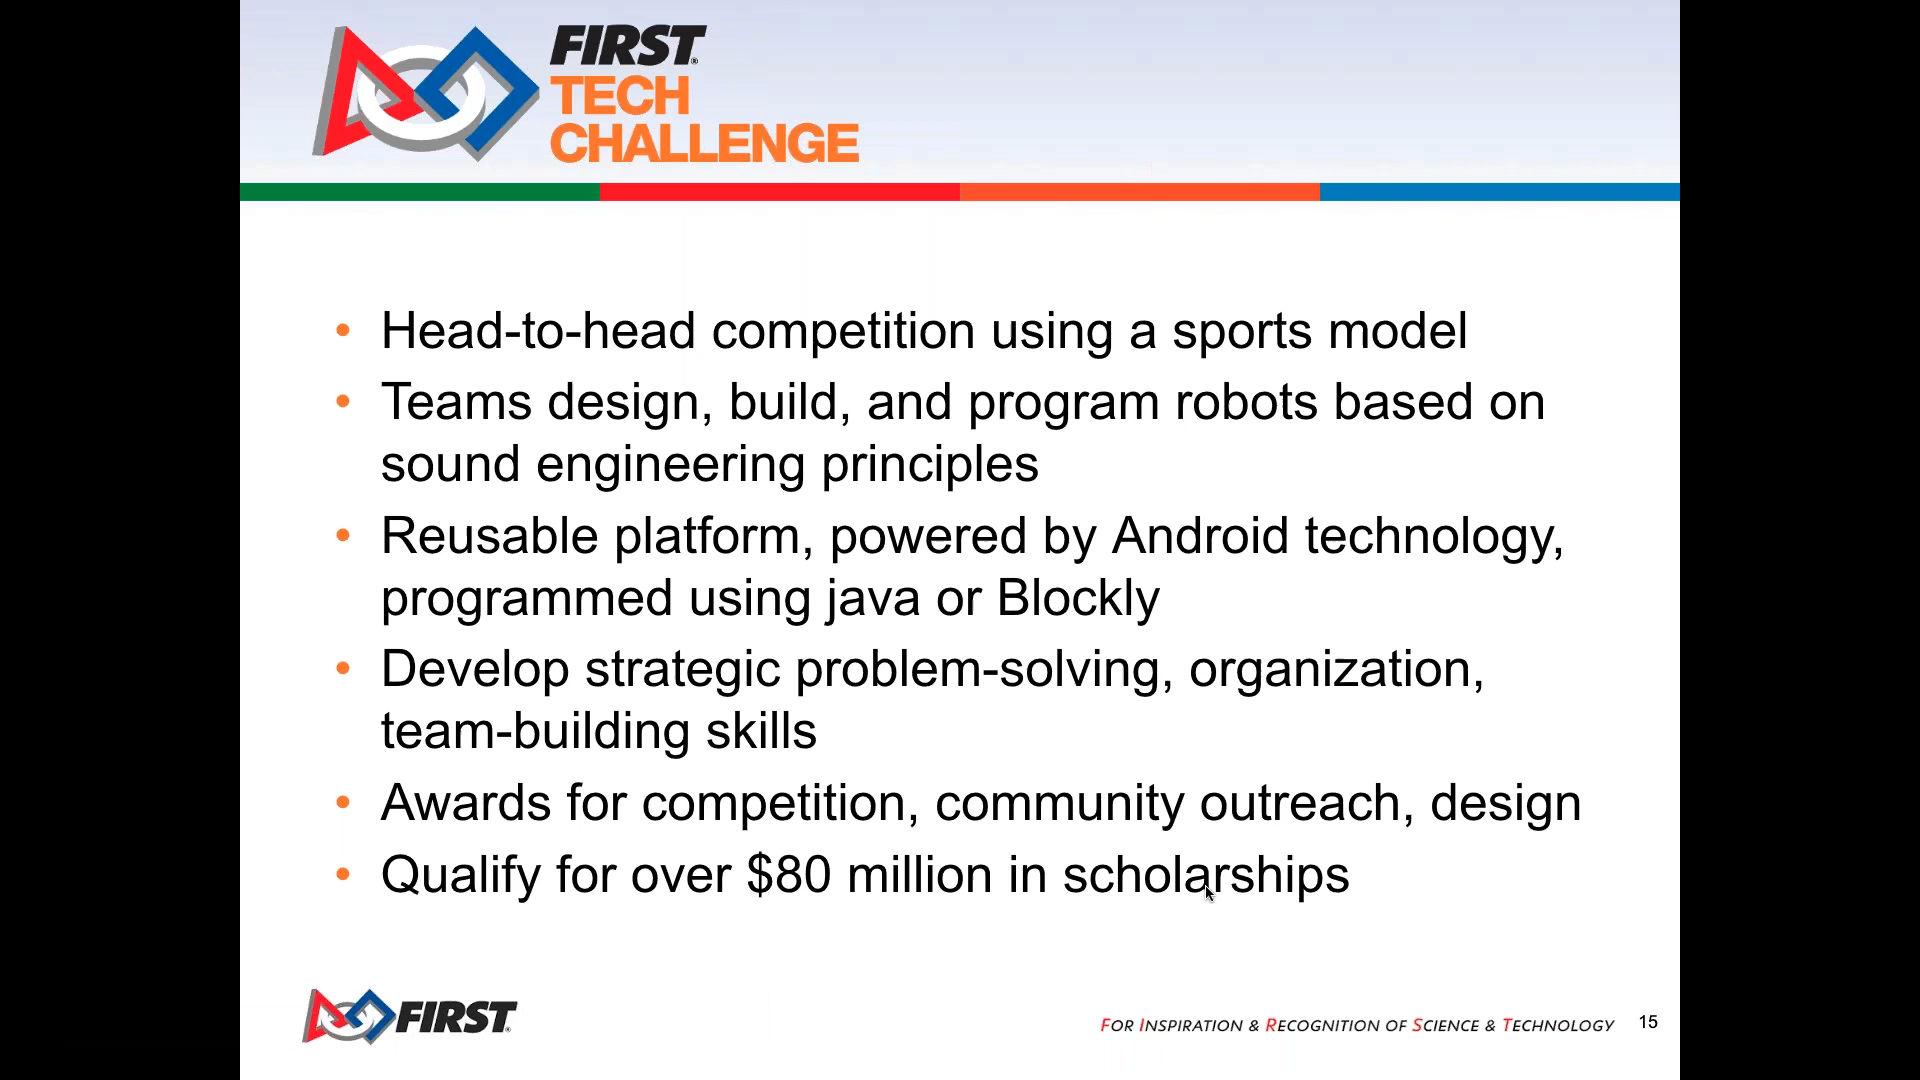 FIRST
TECH
CHALLENGE
• Head-to-head competition using a sports model
• Teams design, build, and program robots based on
sound engineering principles
• Reusable platform, powered by Android technology,
programmed using java or Blockly
• Develop strategic problem-solving, organization,
team-building skills
• Awards for competition, community outreach, design
• Qualify for over $80 million in scholarships
FIRST
FOR INSPIRATION & RECOGNITION OF SCIENCE & TECHNOLOGY 15